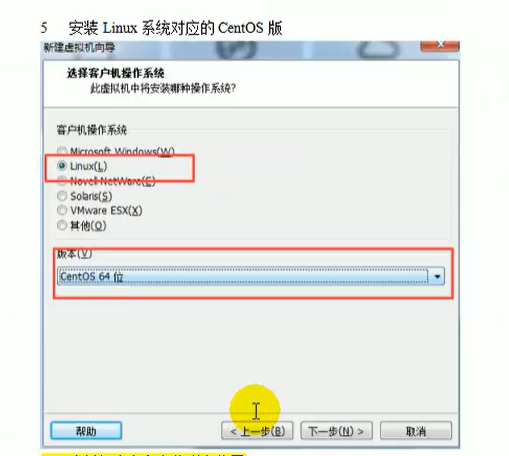 5 安装 Linux 系统对应的 CentOS 版
新建虚拟机向导
选择客户机操作系统
此虚拟机中将安装哪种操作系统?
客户机操作系统
Microsoft Windows(W)
Linux(L)
Novell NetWare(E)
Solaris(S)
VMware ESX(X)
其他(O)
版本(V)
CentOS 64 位
帮助
< 上一步(B)
下一步(N) >
取消